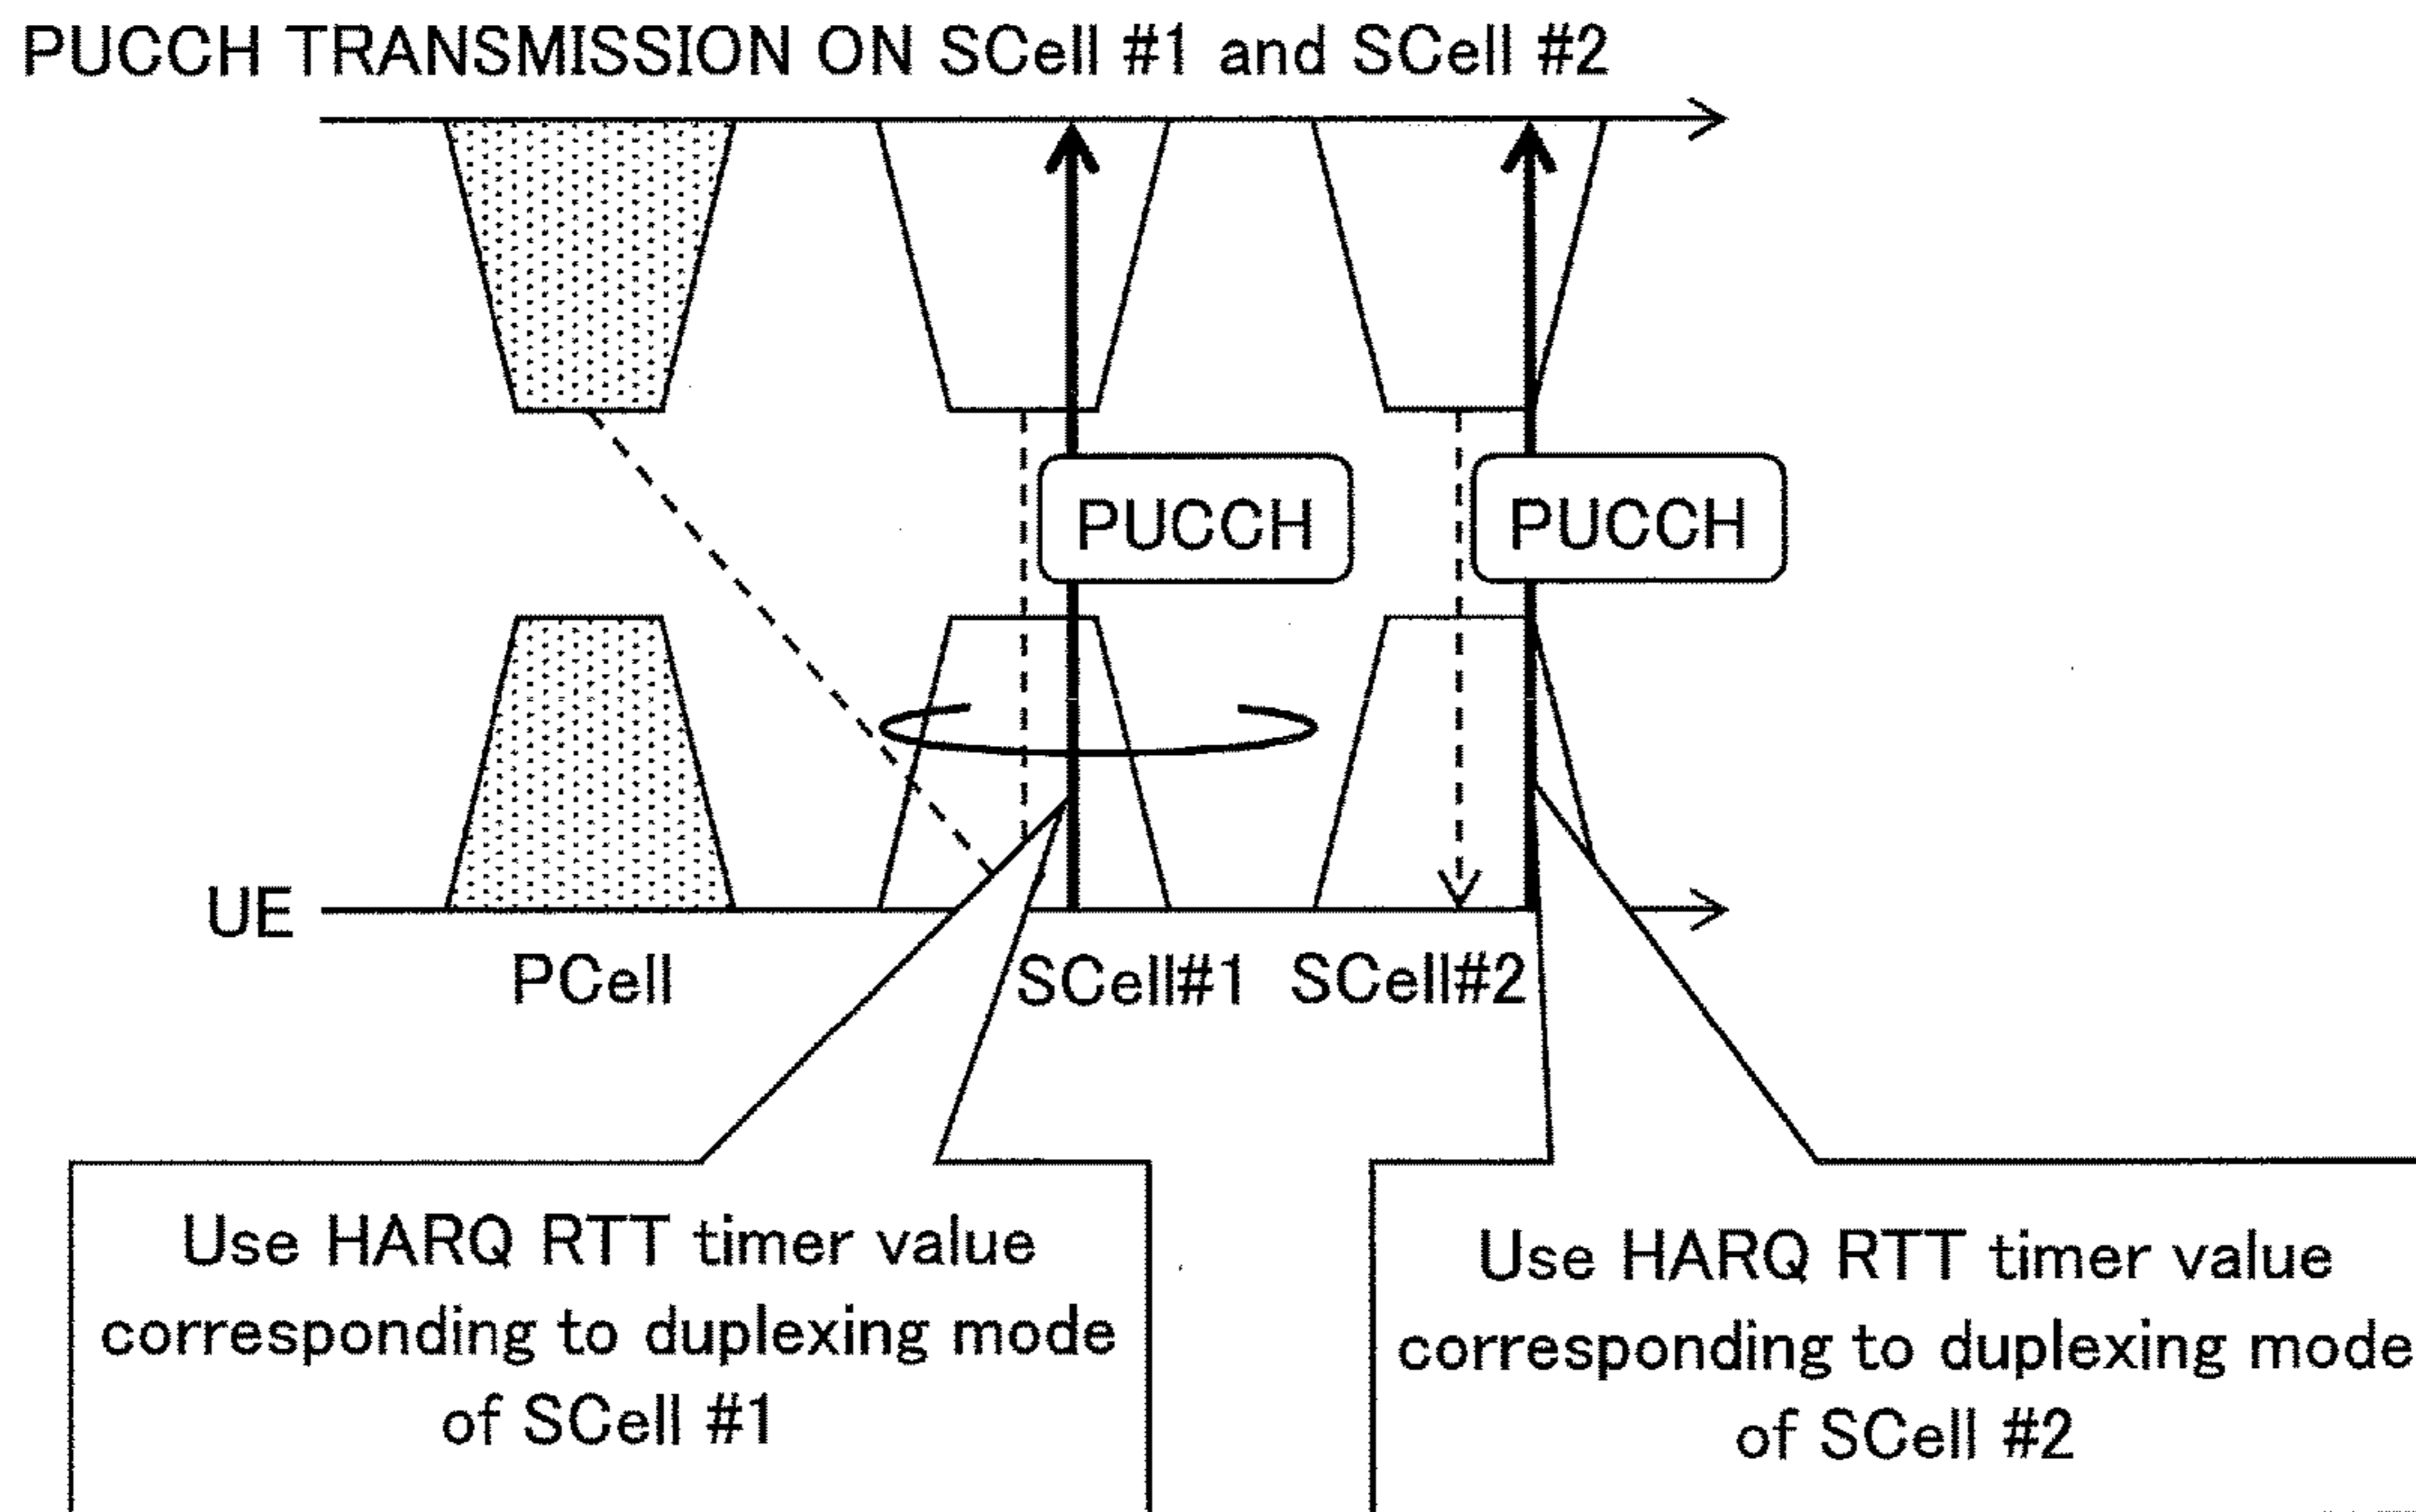 PUCCH TRANSMISSION ON SCell #1 and SCell #2
PUCCH
PUCCH
UE
PCell
SCell#1
SCell#2
Use HARQ RTT timer value
corresponding to duplexing mode
of SCell #1
Use HARQ RTT timer value
corresponding to duplexing mode
of SCell #2